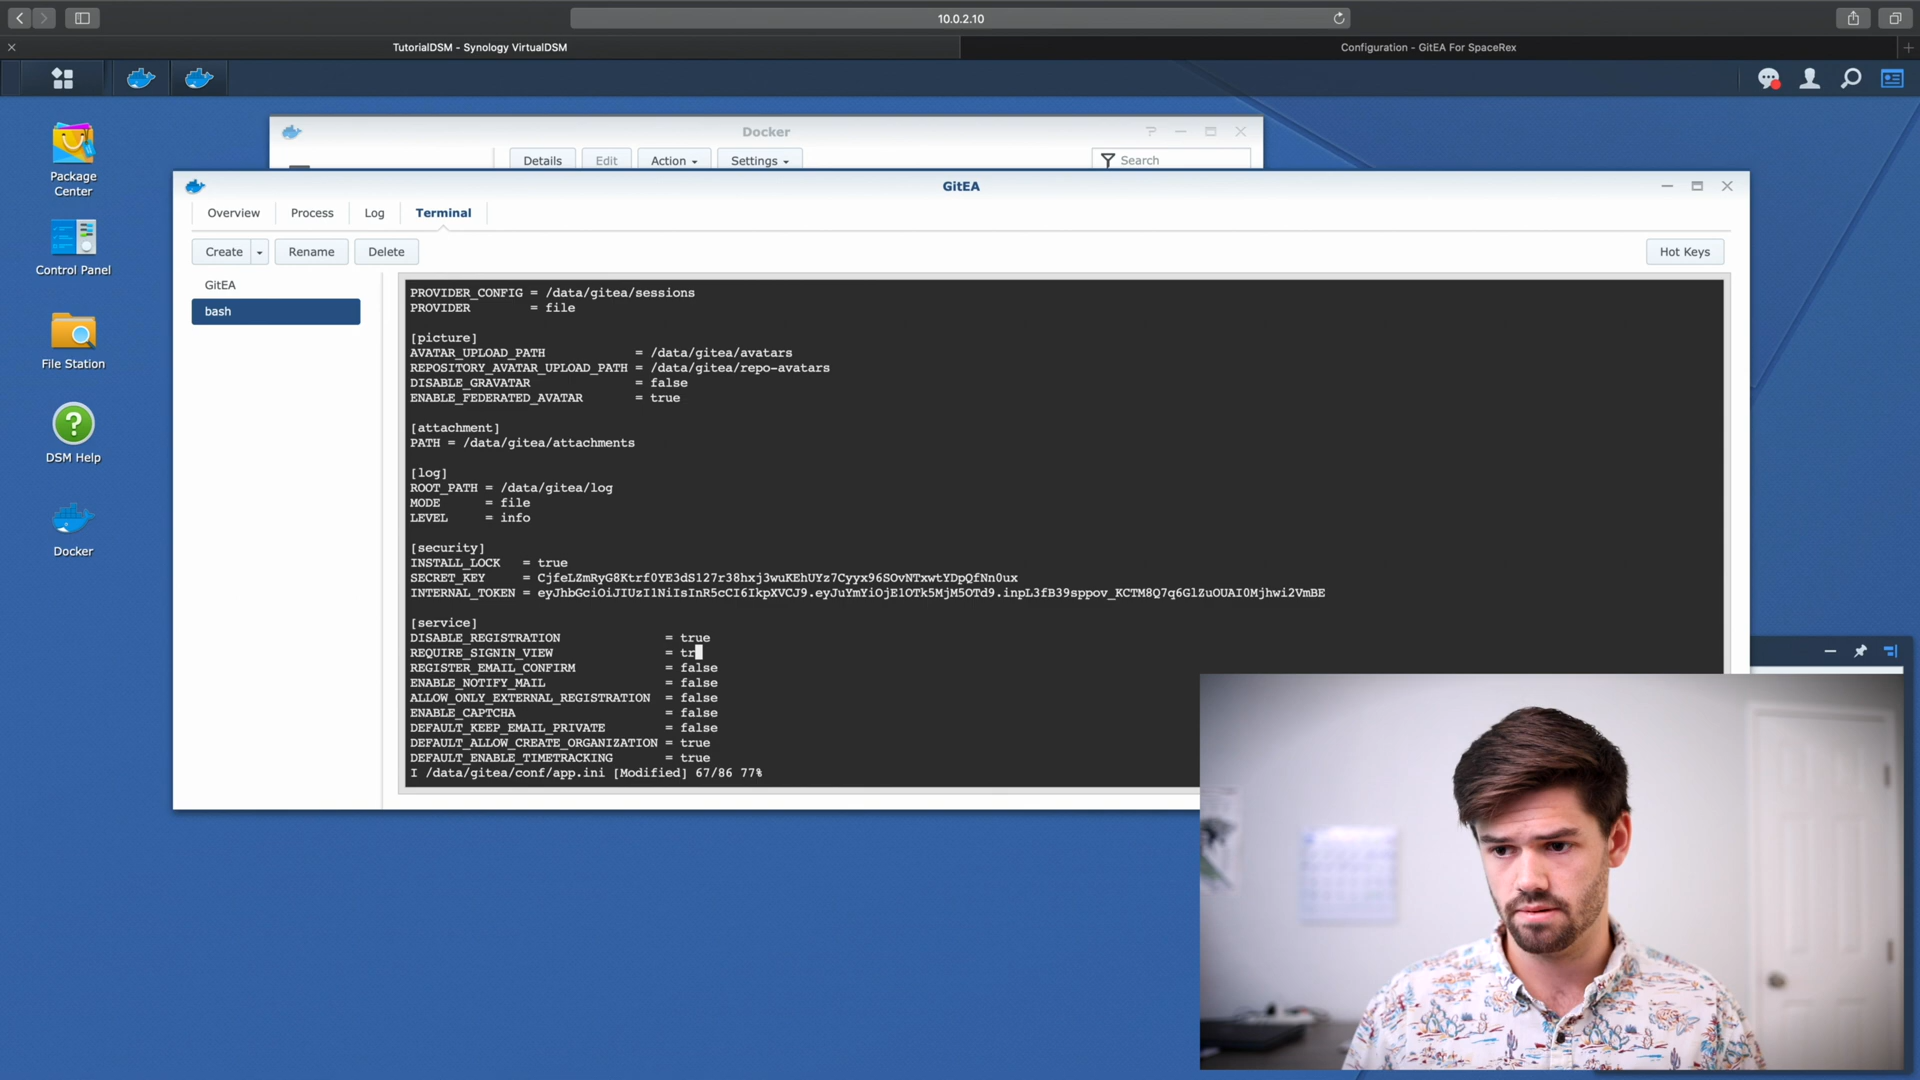 10.0.2.10
TutorialDSM - Synology VirtualDSM
Configuration - GitEA For SpaceRex
Package
Center
Control Panel
File Station
DSM Help
Docker
Docker
Details
Edit
Action
Settings
Search
GitEA
Overview
Process
Log
Terminal
Create
Rename
Delete
Hot Keys
GitEA
bash
PROVIDER_CONFIG = /data/gitea/sessions
PROVIDER = file
[picture]
AVATAR_UPLOAD_PATH = /data/gitea/avatars
REPOSITORY_AVATAR_UPLOAD_PATH = /data/gitea/repo-avatars
DISABLE_GRAVATAR = false
ENABLE_FEDERATED_AVATAR = true
[attachment]
PATH = /data/gitea/attachments
[log]
ROOT_PATH = /data/gitea/log
MODE = file
LEVEL = info
[security]
INSTALL_LOCK = true
SECRET_KEY = CjfeLZmRyG8Ktrf0YE3dS127r38hxj3wuKEhUYz7Cyyx96SOvNTxwtYDpQfNn0ux
INTERNAL_TOKEN = eyJhbGciOiJIUzI1NiIsInR5cCI6IkpXVCJ9.eyJuYmYiOjE1OTk5MjM5OTd9.inpL3fB39sppov_KCTM8Q7q6GlZuOUAI0Mjhwi2VmBE
[service]
DISABLE_REGISTRATION = true
REQUIRE_SIGNIN_VIEW = tr
REGISTER_EMAIL_CONFIRM = false
ENABLE_NOTIFY_MAIL = false
ALLOW_ONLY_EXTERNAL_REGISTRATION = false
ENABLE_CAPTCHA = false
DEFAULT_KEEP_EMAIL_PRIVATE = false
DEFAULT_ALLOW_CREATE_ORGANIZATION = true
DEFAULT_ENABLE_TIMETRACKING = true
I /data/gitea/conf/app.ini [Modified] 67/86 77%